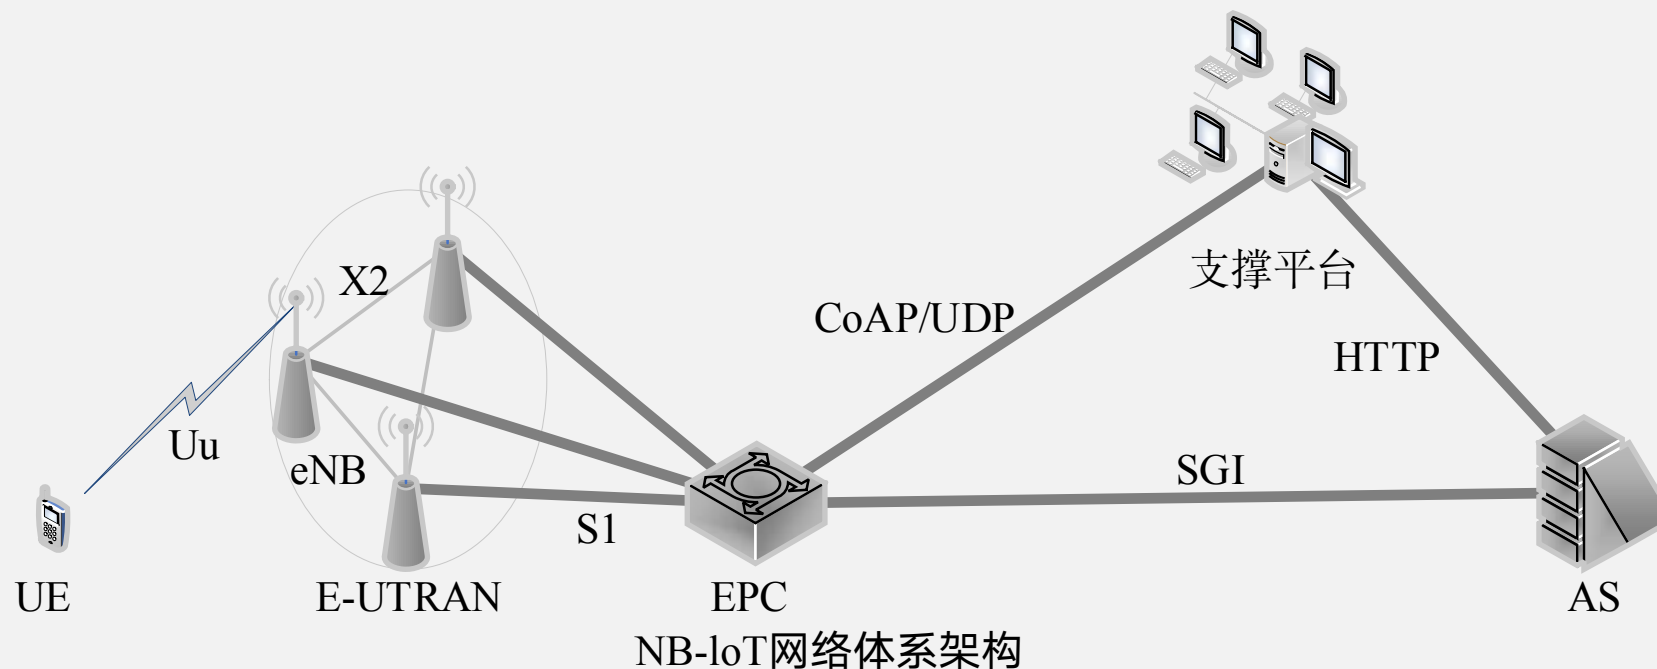 X2
支撑平台
CoAP/UDP
HTTP
Uu
eNB
SGI
S1
UE
E-UTRAN
EPC
AS
NB-loT网络体系架构